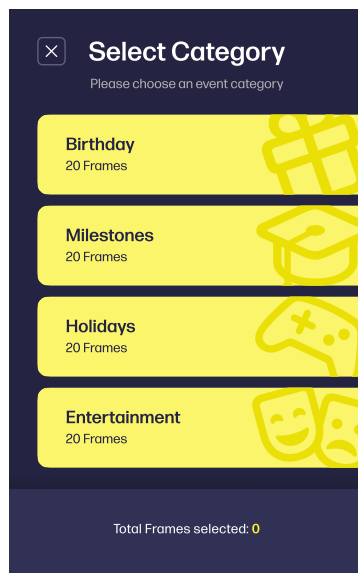 Select Category
Please choose an event category
Birthday
20 Frames
Milestones
20 Frames
Holidays
20 Frames
Entertainment
20 Frames
Total Frames selected: 0